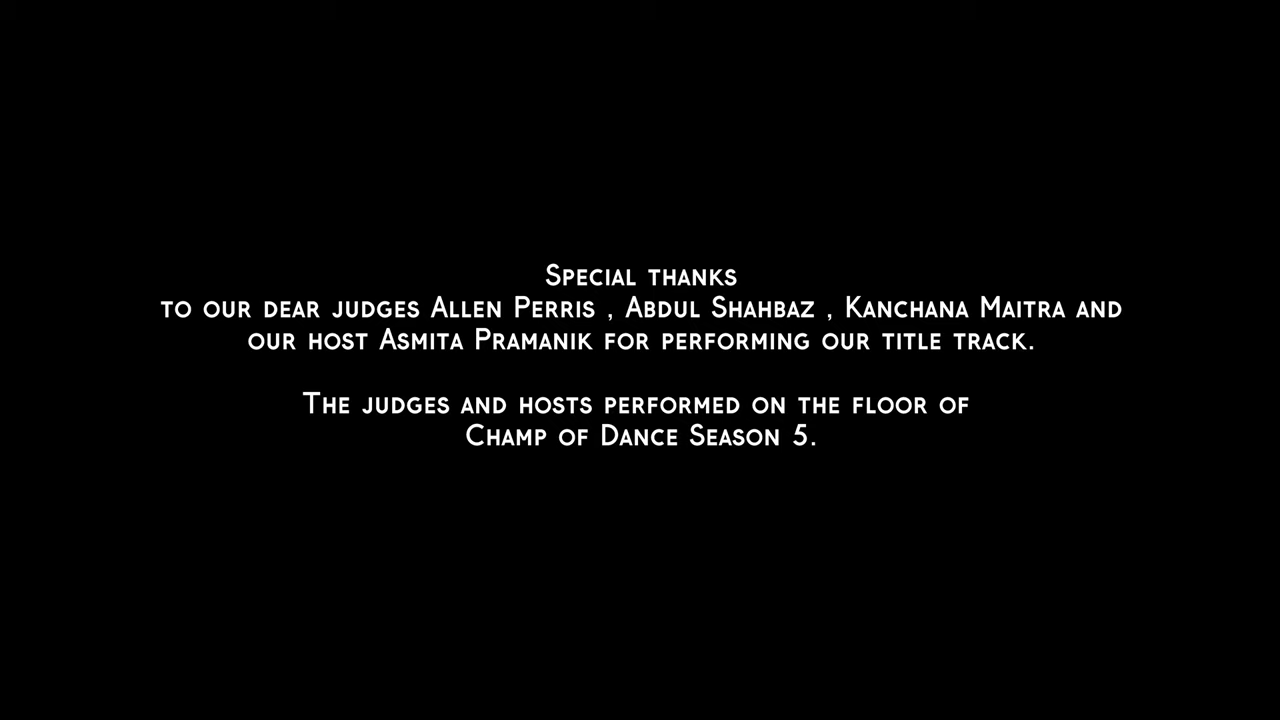 Special thanks
to our dear judges Allen Perris , Abdul Shahbaz , Kanchana Maitra and
our host Asmita Pramanik for performing our title track.
The judges and hosts performed on the floor of
Champ of Dance Season 5.